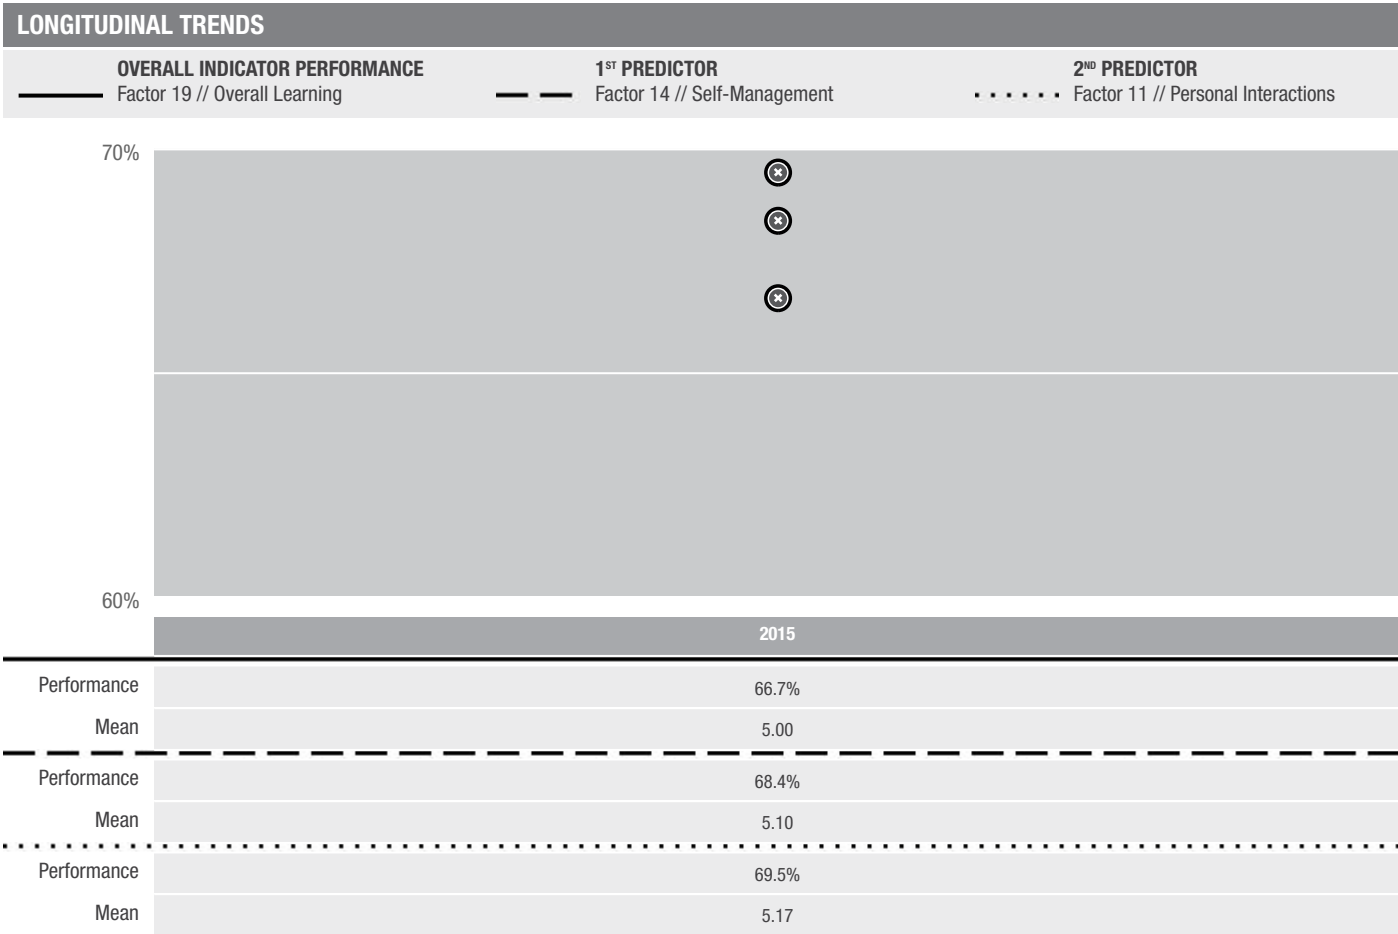 LONGITUDINAL TRENDS
OVERALL INDICATOR PERFORMANCE
Factor 19 // Overall Learning
1ST PREDICTOR
Factor 14 // Self-Management
2ND PREDICTOR
Factor 11 // Personal Interactions
70%
60%
2015
Performance 66.7%
Mean 5.00
Performance 68.4%
Mean 5.10
Performance 69.5%
Mean 5.17